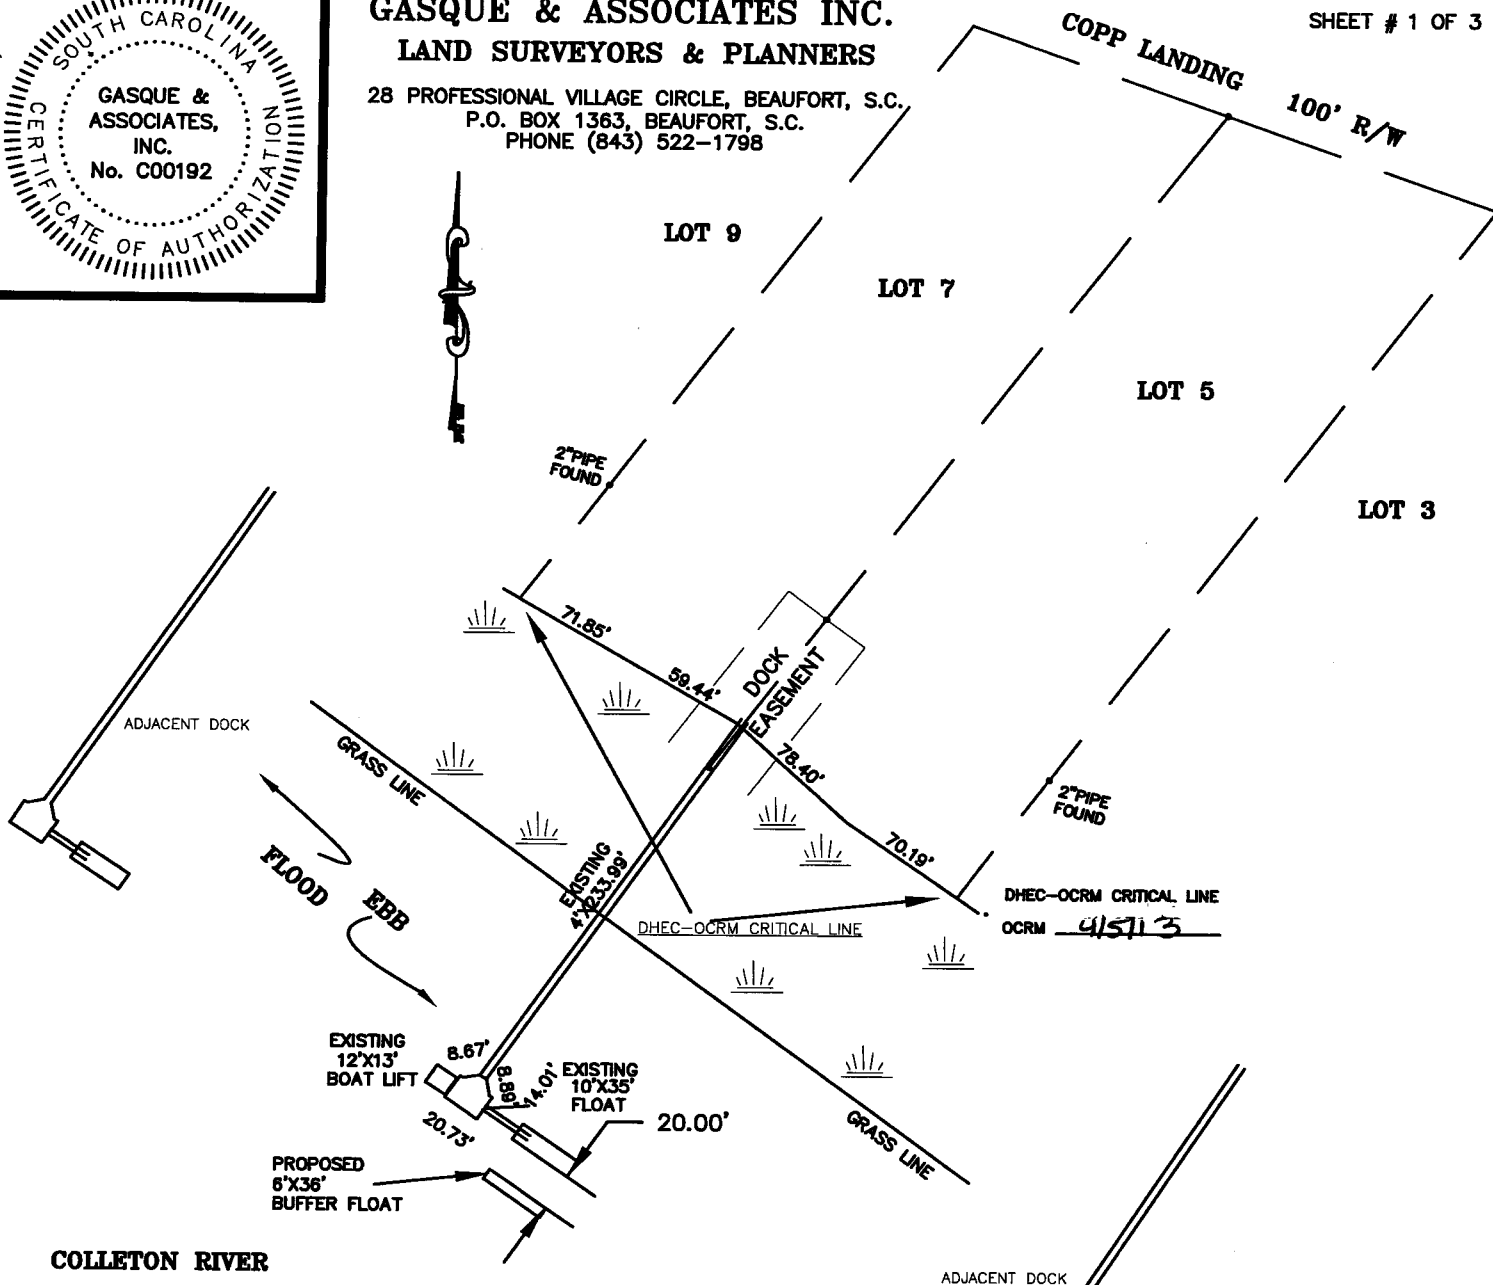 SOUTH CAROLINA
CERTIFICATE OF AUTHORIZATION
GASQUE &
ASSOCIATES,
INC.
No. C00192
GASQUE & ASSOCIATES INC.
LAND SURVEYORS & PLANNERS
28 PROFESSIONAL VILLAGE CIRCLE, BEAUFORT, S.C.
P.O. BOX 1363, BEAUFORT, S.C.
PHONE (843) 522-1798
SHEET # 1 OF 3
COPP LANDING 100' R/W
LOT 9
LOT 7
LOT 5
LOT 3
2"PIPE
FOUND
71.85'
59.44'
DOCK
EASEMENT
78.40'
70.19'
2"PIPE
FOUND
ADJACENT DOCK
GRASS LINE
FLOOD
EBB
EXISTING
4'X233.99'
DHEC-OCRM CRITICAL LINE
DHEC-OCRM CRITICAL LINE
OCRM
EXISTING
12'X13'
BOAT LIFT
8.67'
8.89'
14.01'
EXISTING
10'X35'
FLOAT
20.00'
20.73'
PROPOSED
6'X36'
BUFFER FLOAT
GRASS LINE
COLLETON RIVER
ADJACENT DOCK